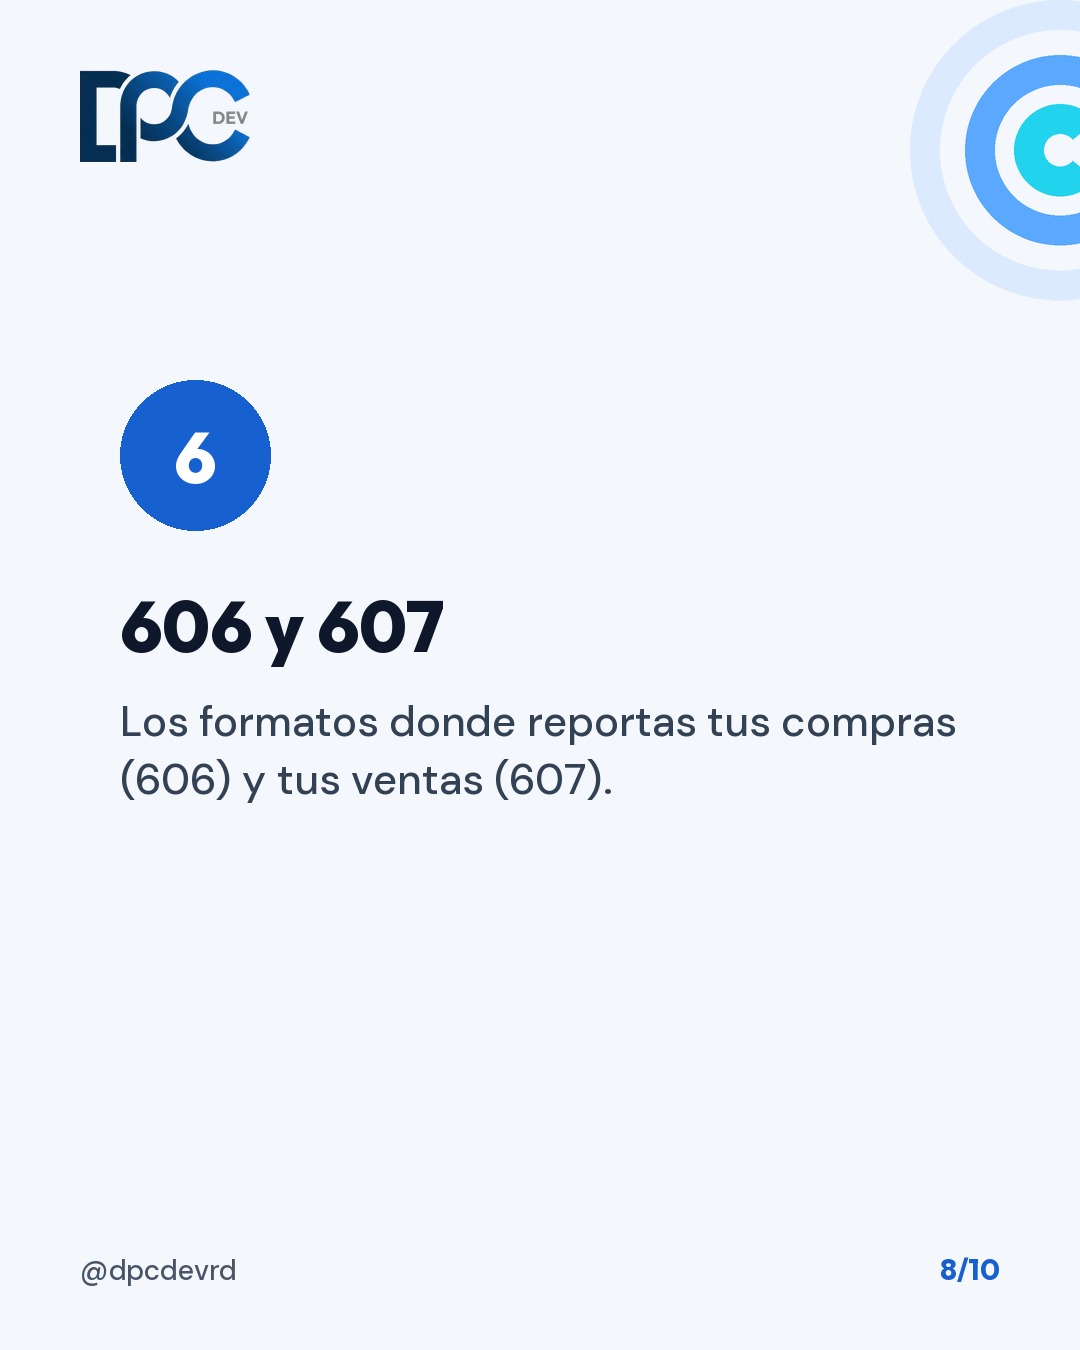 DPC
DEV
6
606 y 607
Los formatos donde reportas tus compras
(606) y tus ventas (607).
@dpcdevrd
8/10